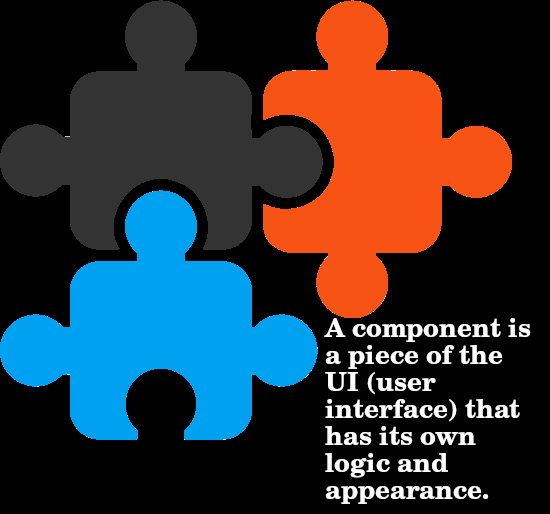 A component is
a piece of the
UI (user
interface) that
has its own
logic and
appearance.